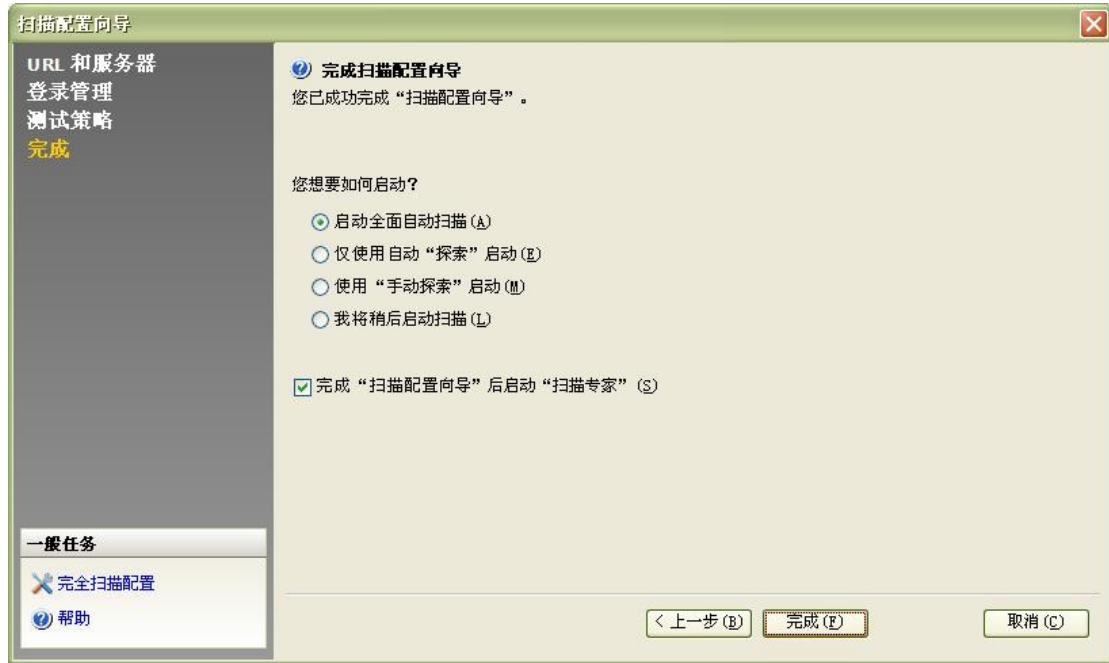 扫描配置向导
URL 和服务器
登录管理
测试策略
完成
完成扫描配置向导
您已成功完成“扫描配置向导”。
您想要如何启动?
启动全面自动扫描(A)
仅使用自动“探索”启动(E)
使用“手动探索”启动(M)
我将稍后启动扫描(L)
完成“扫描配置向导”后启动“扫描专家”(S)
一般任务
完全扫描配置
帮助
< 上一步(B) 完成(F) 取消(C)